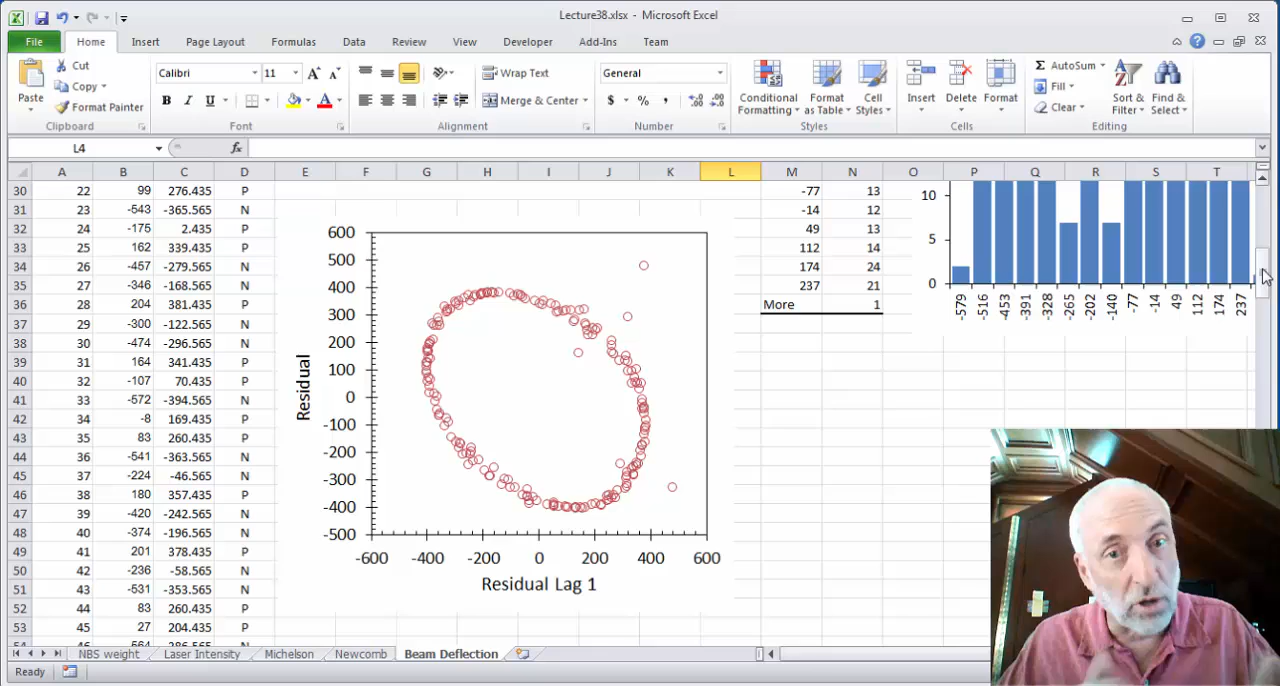 Lecture38.xlsx - Microsoft Excel
File Home Insert Page Layout Formulas Data Review View Developer Add-Ins Team
Paste
Cut
Copy
Format Painter
Clipboard
Calibri 11 A A
B I U A
Font
Wrap Text
Merge & Center
Alignment
General
$ % ,
Number
Conditional Formatting
Format as Table
Cell Styles
Styles
Insert Delete Format
Cells
Σ AutoSum
Fill
Clear
Sort & Filter
Find & Select
Editing
L4 fx
A B C D E F G H I J K L M N O P Q R S T
30 22 99 276.435 P -77 13
31 23 -543 -365.565 N -14 12
32 24 -175 2.435 P 49 13
33 25 162 339.435 P 112 14
34 26 -457 -279.565 N 174 24
35 27 -346 -168.565 N 237 21
36 28 204 381.435 P More 1
37 29 -300 -122.565 N
38 30 -474 -296.565 N
39 31 164 341.435 P
40 32 -107 70.435 P
41 33 -572 -394.565 N
42 34 -8 169.435 P
43 35 83 260.435 P
44 36 -541 -363.565 N
45 37 -224 -46.565 N
46 38 180 357.435 P
47 39 -420 -242.565 N
48 40 -374 -196.565 N
49 41 201 378.435 P
50 42 -236 -58.565 N
51 43 -531 -353.565 N
52 44 83 260.435 P
53 45 27 204.435 P
600
500
400
300
200
100
0
-100
-200
-300
-400
-500
Residual
-600 -400 -200 0 200 400 600
Residual Lag 1
10
5
0
-579 -516 -453 -391 -328 -265 -202 -140 -77 -14 49 112 174 237
NBS weight Laser Intensity Michelson Newcomb Beam Deflection
Ready